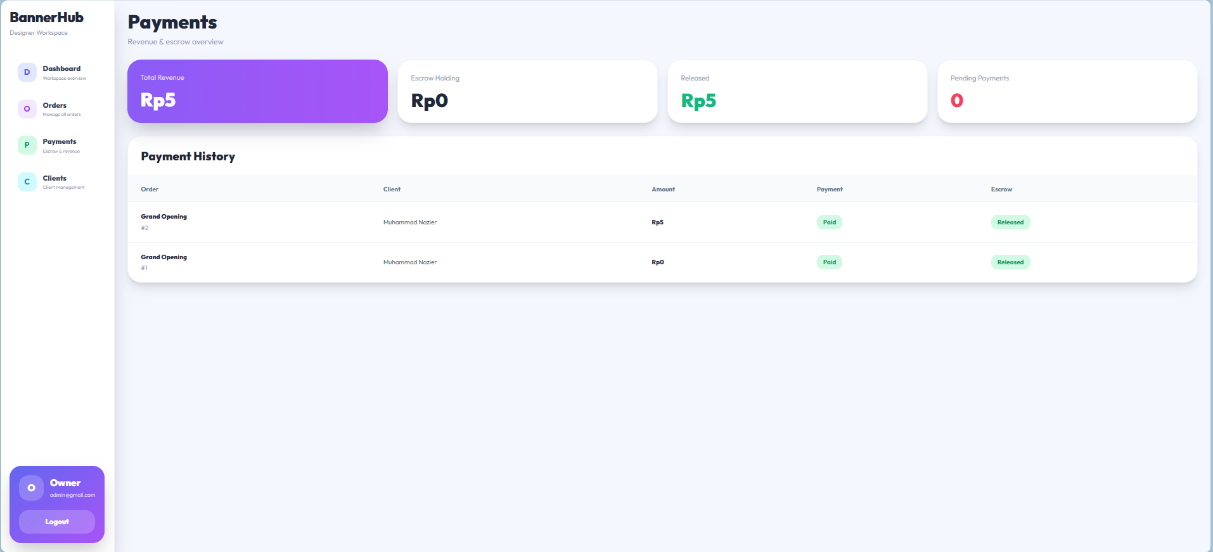 BannerHub
Designer Workspace
D
Dashboard
Workspace overview
O
Orders
Manage all orders
P
Payments
Escrow & revenue
C
Clients
Client management
O
Owner
admin@gmail.com
Logout
Payments
Revenue & escrow overview
Total Revenue
Rp5
Escrow Holding
Rp0
Released
Rp5
Pending Payments
0
Payment History
Order Client Amount Payment Escrow
Grand Opening
#2
Muhammad Nazier Rp5 Paid Released
Grand Opening
#1
Muhammad Nazier Rp0 Paid Released